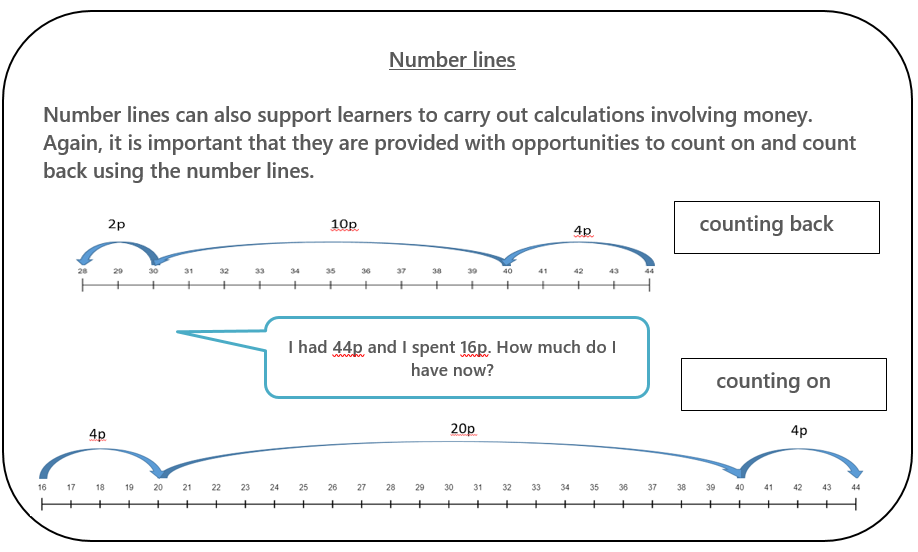 Number lines
Number lines can also support learners to carry out calculations involving money.
Again, it is important that they are provided with opportunities to count on and count
back using the number lines.
counting back
2p 10p 4p
28 29 30 31 32 33 34 35 36 37 38 39 40 41 42 43 44
I had 44p and I spent 16p. How much do I
have now?
counting on
4p 20p 4p
16 17 18 19 20 21 22 23 24 25 26 27 28 29 30 31 32 33 34 35 36 37 38 39 40 41 42 43 44